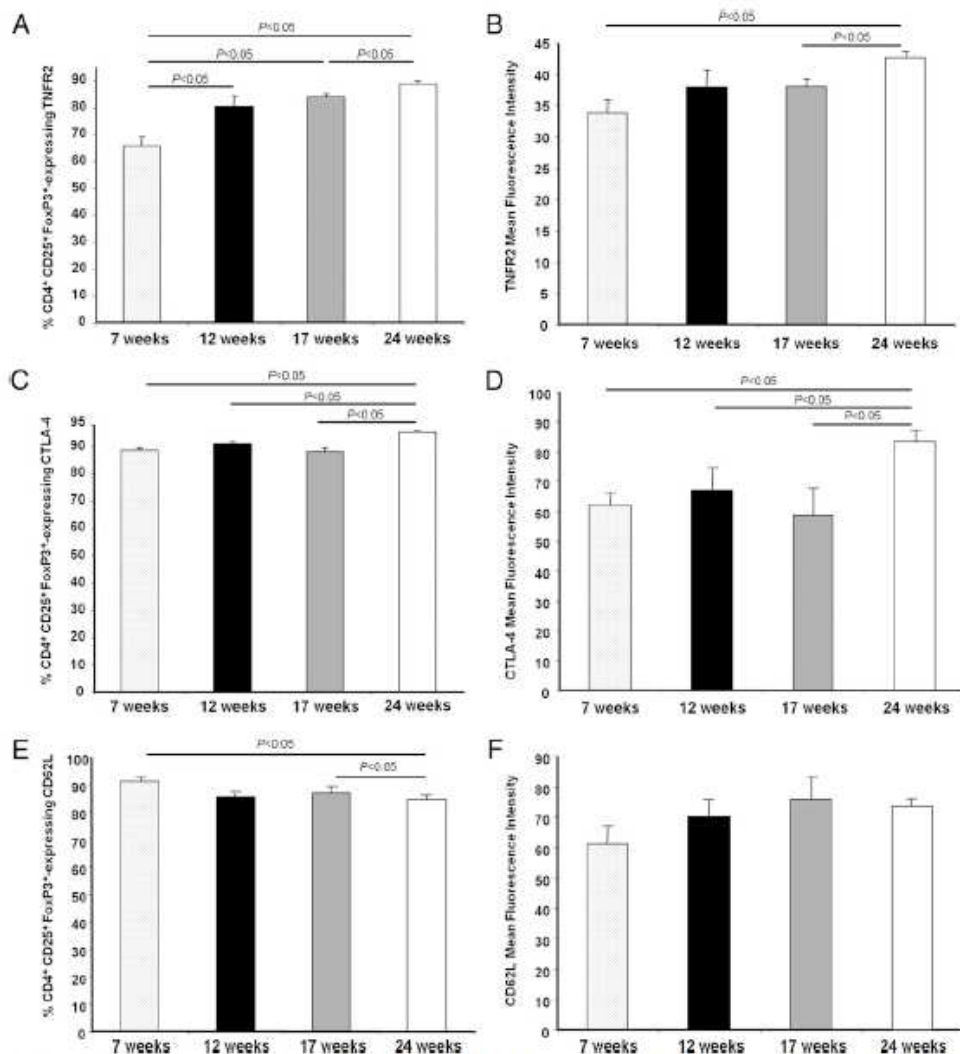 A
P<0.05
P<0.05
P<0.05
P<0.05
% CD4+ CD25+ FoxP3+-expressing TNFR2
90
80
70
60
50
40
30
20
10
0
7 weeks 12 weeks 17 weeks 24 weeks
B
P<0.05
P<0.05
TNFR2 Mean Fluorescence Intensity
45
40
35
30
25
20
15
10
5
0
7 weeks 12 weeks 17 weeks 24 weeks
C
P<0.05
P<0.05
P<0.05
% CD4+ CD25+ FoxP3+-expressing CTLA-4
95
90
80
70
60
50
40
30
20
10
0
7 weeks 12 weeks 17 weeks 24 weeks
D
P<0.05
P<0.05
P<0.05
CTLA-4 Mean Fluorescence Intensity
100
90
80
70
60
50
40
30
20
10
0
7 weeks 12 weeks 17 weeks 24 weeks
E
P<0.05
P<0.05
% CD4+ CD25+ FoxP3+-expressing CD62L
100
90
80
70
60
50
40
30
20
10
0
7 weeks 12 weeks 17 weeks 24 weeks
F
CD62L Mean Fluorescence Intensity
90
80
70
60
50
40
30
20
10
0
7 weeks 12 weeks 17 weeks 24 weeks